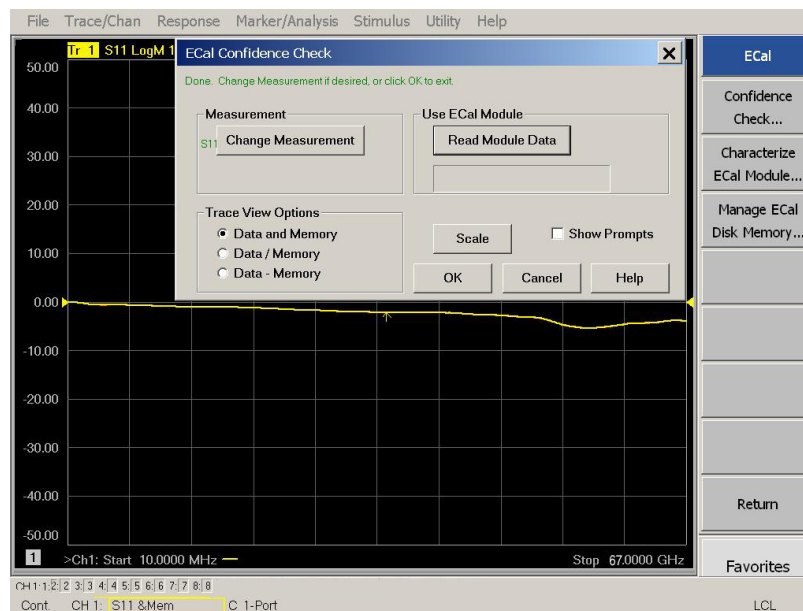 File Trace/Chan Response Marker/Analysis Stimulus Utility Help
Tr 1 S11 LogM 1
ECal Confidence Check
Done. Change Measurement if desired, or click OK to exit.
Measurement
S11 Change Measurement
Use ECal Module
Read Module Data
Trace View Options
Data and Memory
Data / Memory
Data - Memory
Scale
Show Prompts
OK Cancel Help
50.00
40.00
30.00
20.00
10.00
0.00
-10.00
-20.00
-30.00
-40.00
-50.00
1 >Ch1: Start 10.0000 MHz Stop 67.0000 GHz
ECal
Confidence
Check...
Characterize
ECal Module...
Manage ECal
Disk Memory...
Return
Favorites
CH 1: 1:2: 2 3: 3 4: 4 5: 5 6: 6 7: 7 8: 8
Cont. CH 1: S11 &Mem C 1-Port LCL